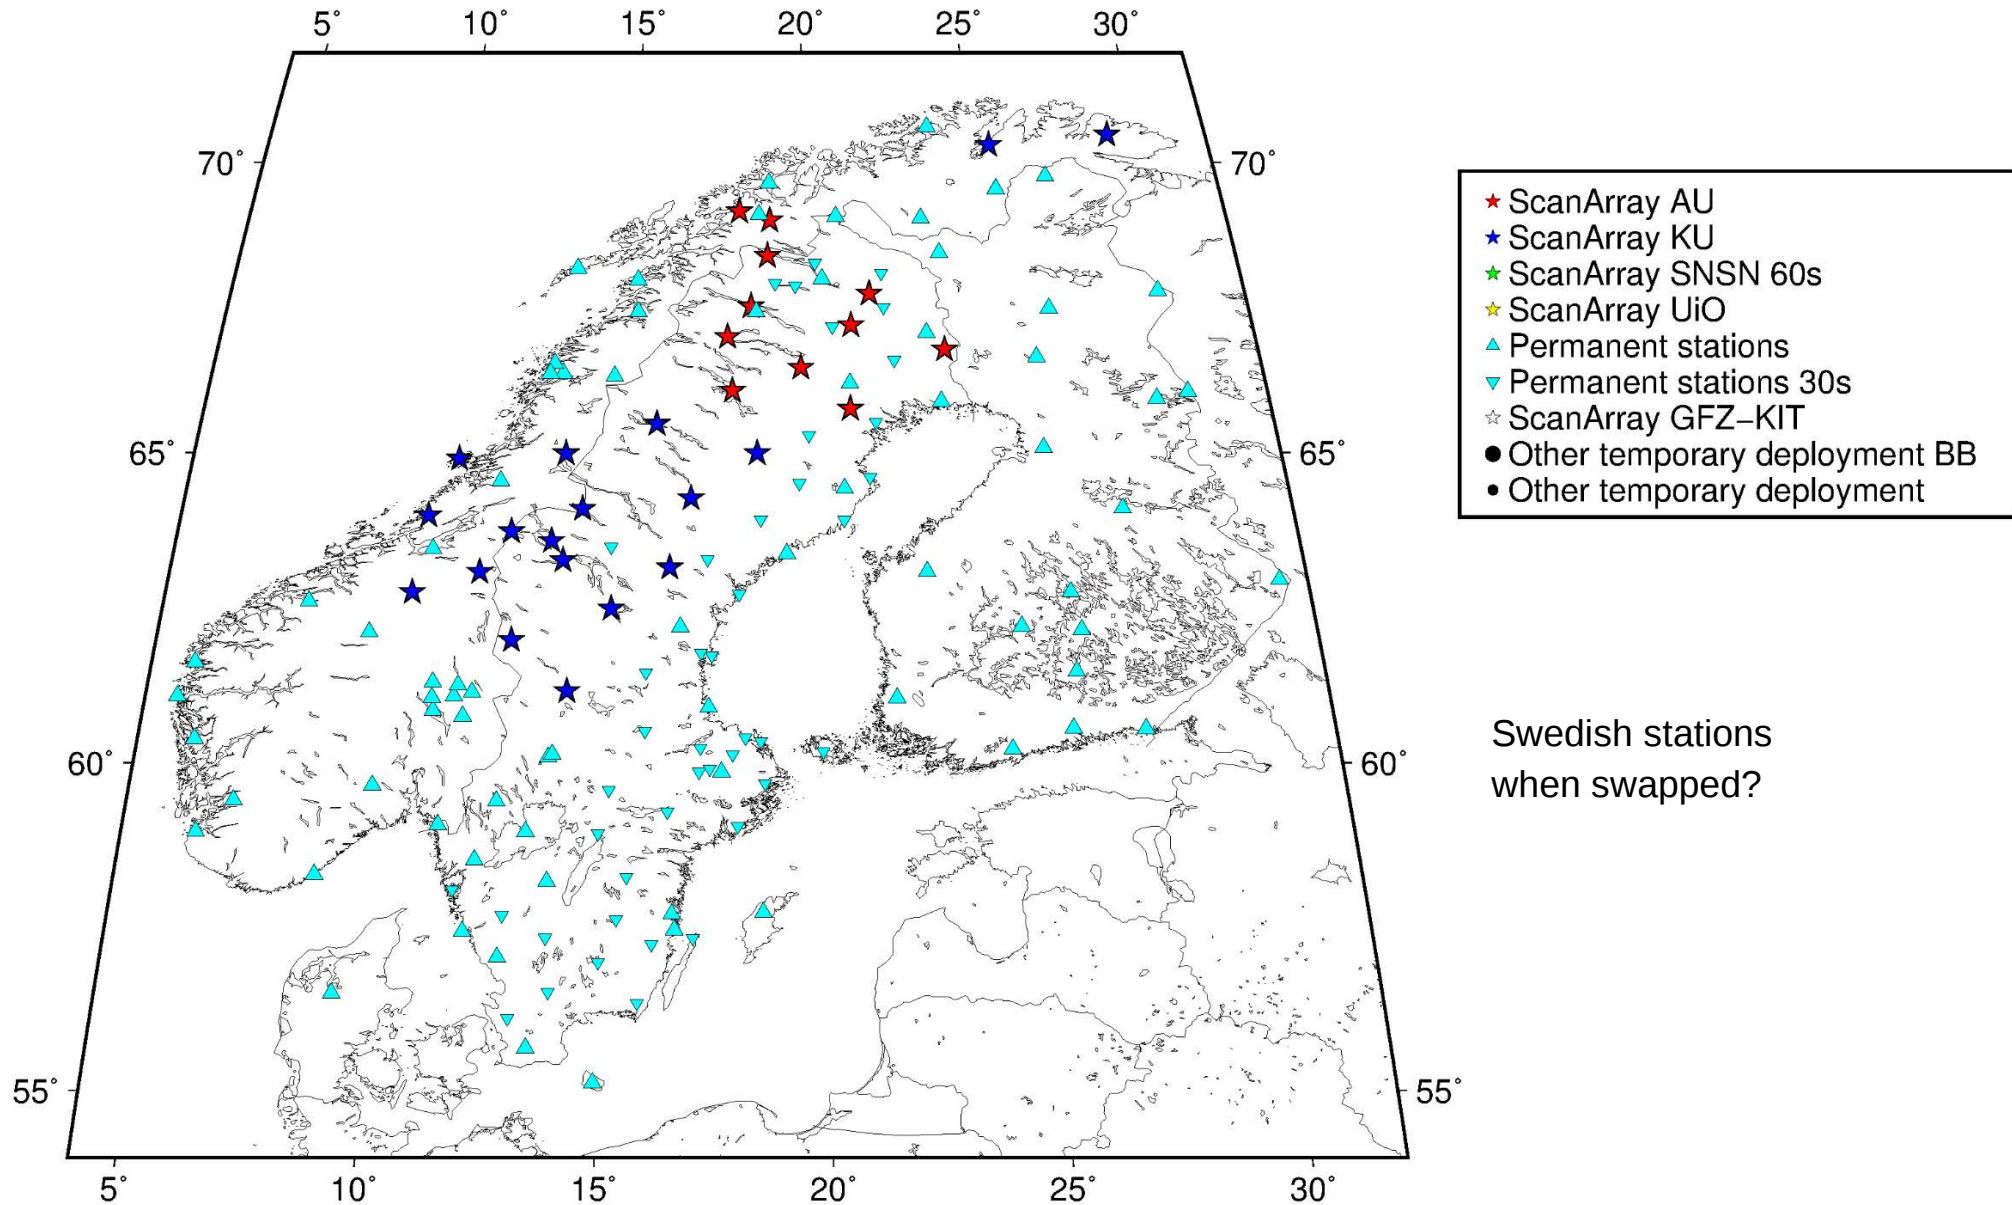 5° 10° 15° 20° 25° 30°
70° 70°
65° 65°
60° 60°
55° 55°
5° 10° 15° 20° 25° 30°
ScanArray AU
ScanArray KU
ScanArray SNSN 60s
ScanArray UiO
Permanent stations
Permanent stations 30s
ScanArray GFZ−KIT
Other temporary deployment BB
Other temporary deployment
Swedish stations
when swapped?